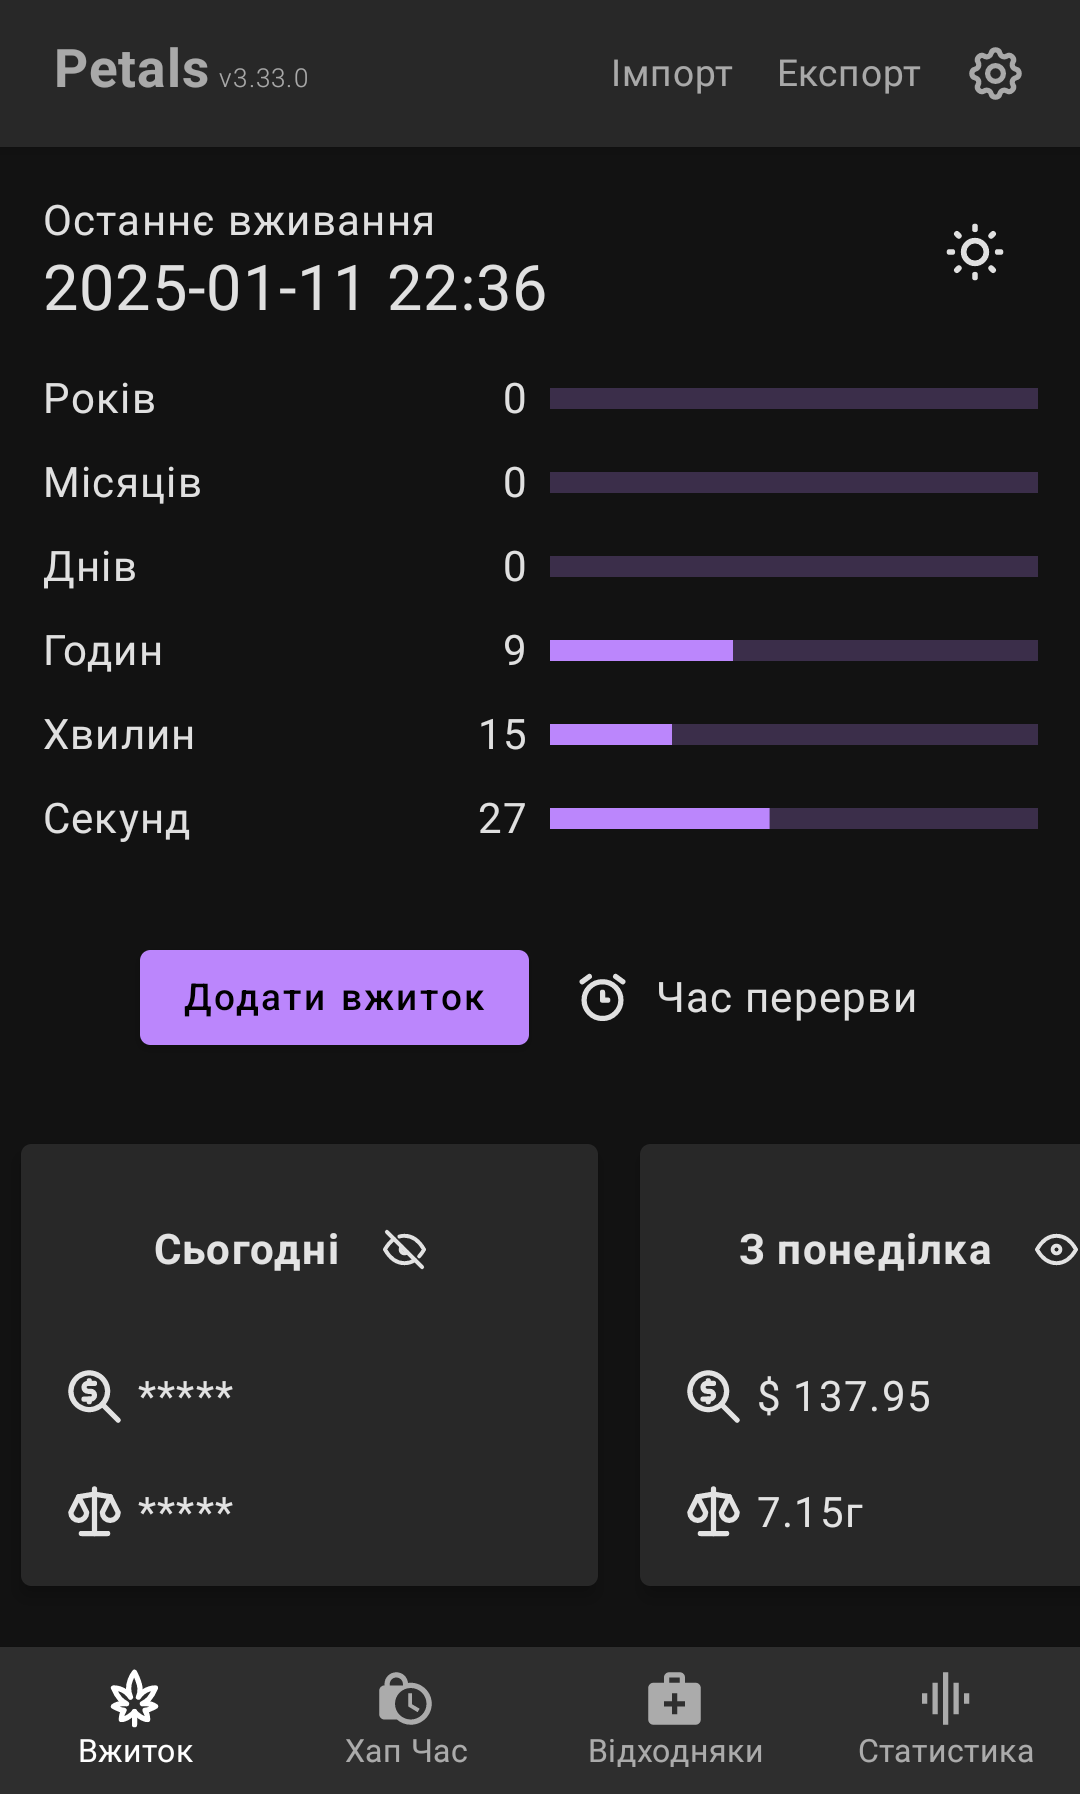 Petals v3.33.0 Імпорт Експорт
Останнє вживання
2025-01-11 22:36
Років 0
Місяців 0
Днів 0
Годин 9
Хвилин 15
Секунд 27
Додати вжиток Час перерви
Сьогодні
*****
*****
З понеділка
$ 137.95
7.15г
Вжиток Хап Час Відходняки Статистика